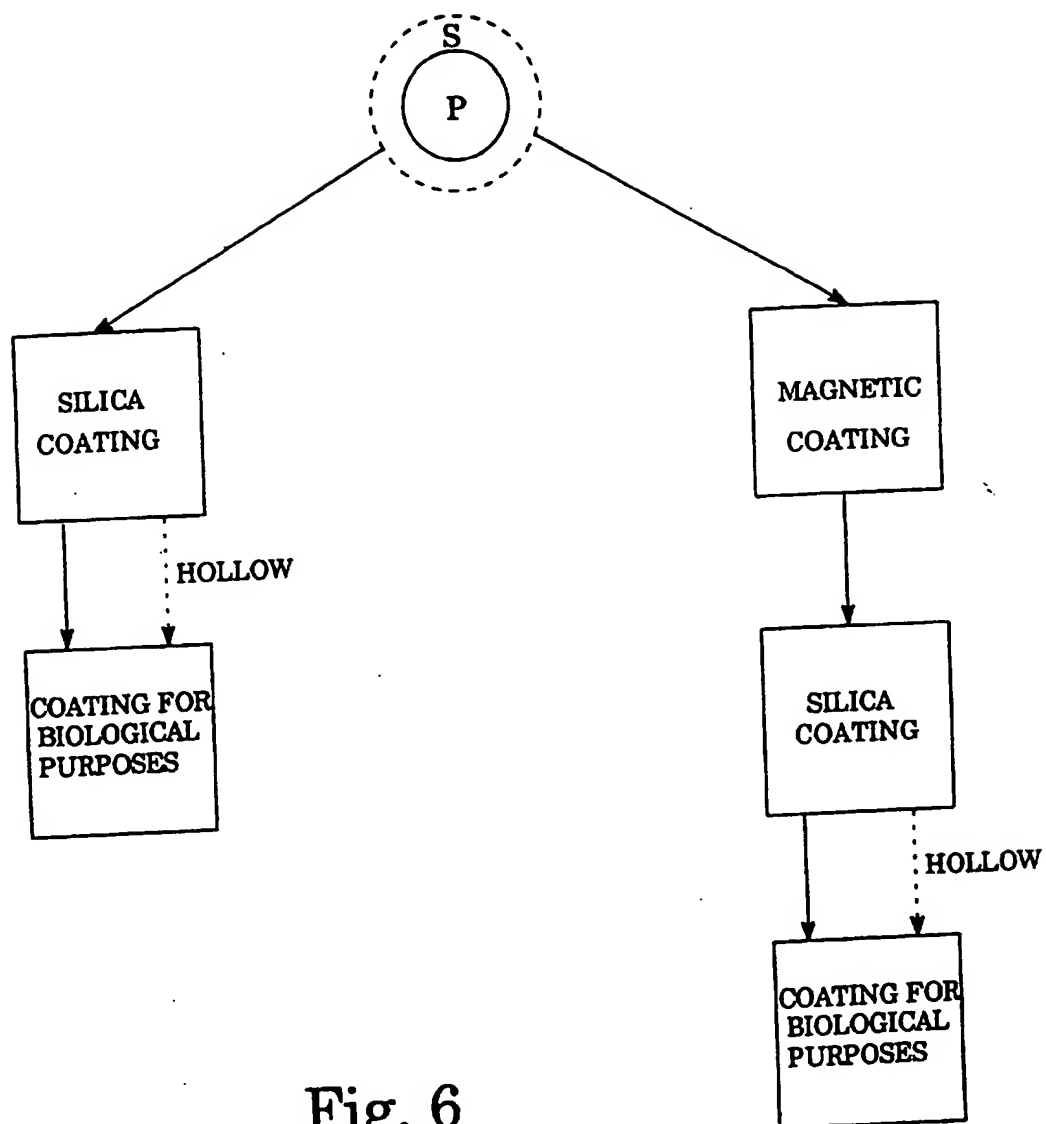 S
P
SILICA
COATING
HOLLOW
COATING FOR
BIOLOGICAL
PURPOSES
MAGNETIC
COATING
SILICA
COATING
HOLLOW
COATING FOR
BIOLOGICAL
PURPOSES
Fig. 6